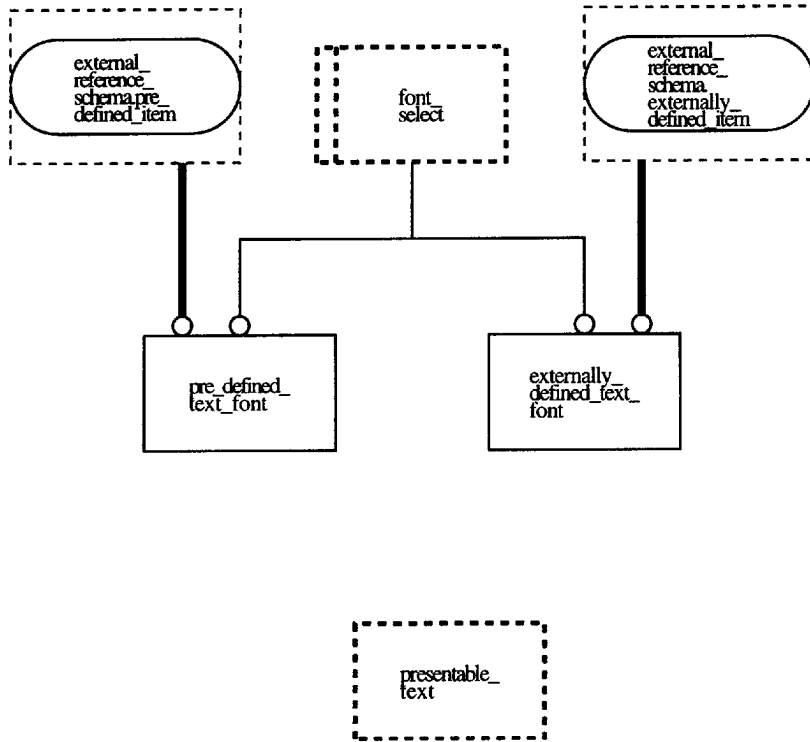 external_
reference_
schema.pre_
defined_item
font_
select
external_
reference_
schema.
externally_
defined_item
pre_defined_
text_font
externally_
defined_text_
font
presentable_
text